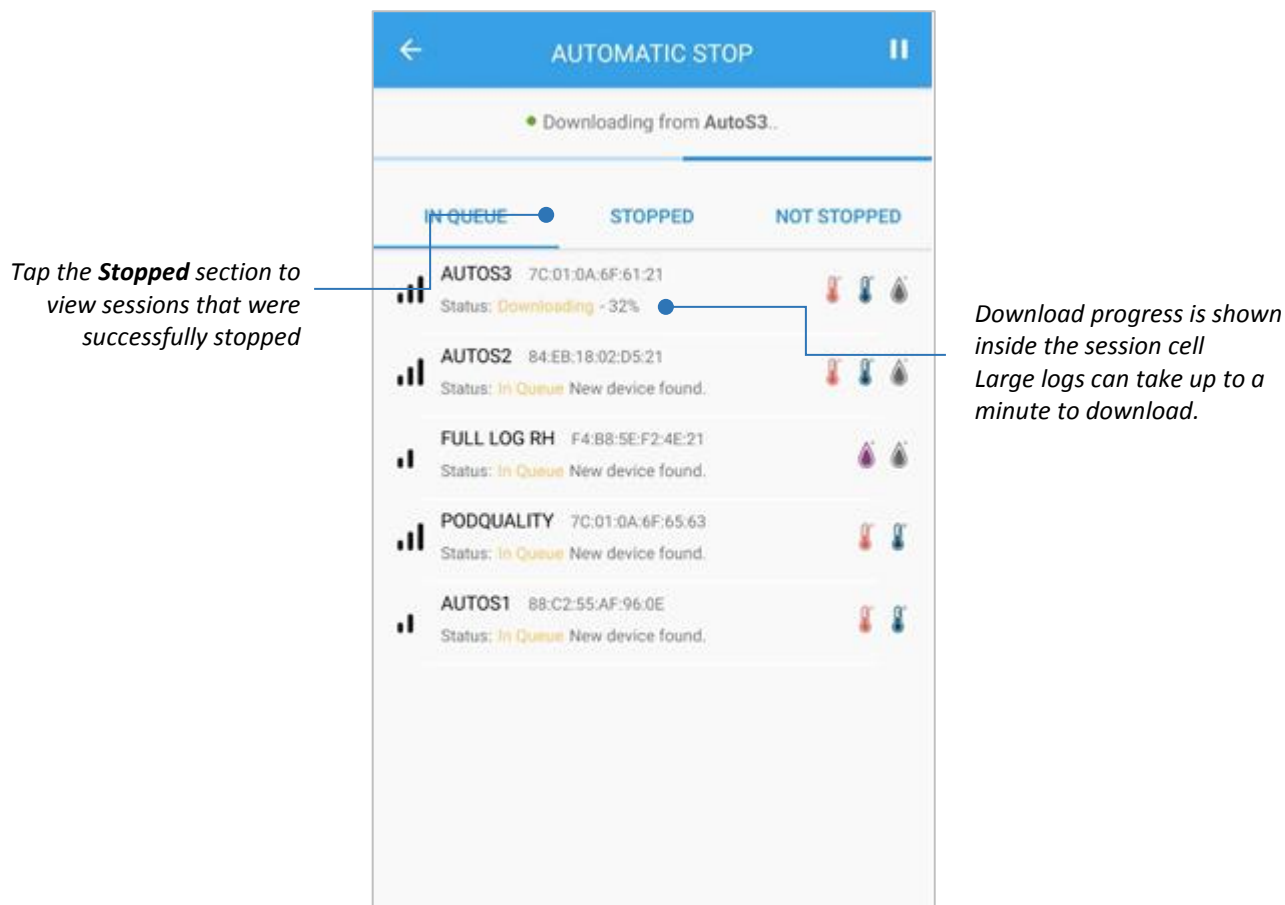 AUTOMATIC STOP
Downloading from AutoS3..
IN QUEUE
STOPPED
NOT STOPPED
Tap the Stopped section to
view sessions that were
successfully stopped
AUTOS3 7C:01:0A:6F:61:21
Status: Downloading - 32%
Download progress is shown
inside the session cell
Large logs can take up to a
minute to download.
AUTOS2 84:EB:18:02:D5:21
Status: In Queue New device found.
FULL LOG RH F4:B8:5E:F2:4E:21
Status: In Queue New device found.
PODQUALITY 7C:01:0A:6F:65:63
Status: In Queue New device found.
AUTOS1 88:C2:55:AF:96:0E
Status: In Queue New device found.